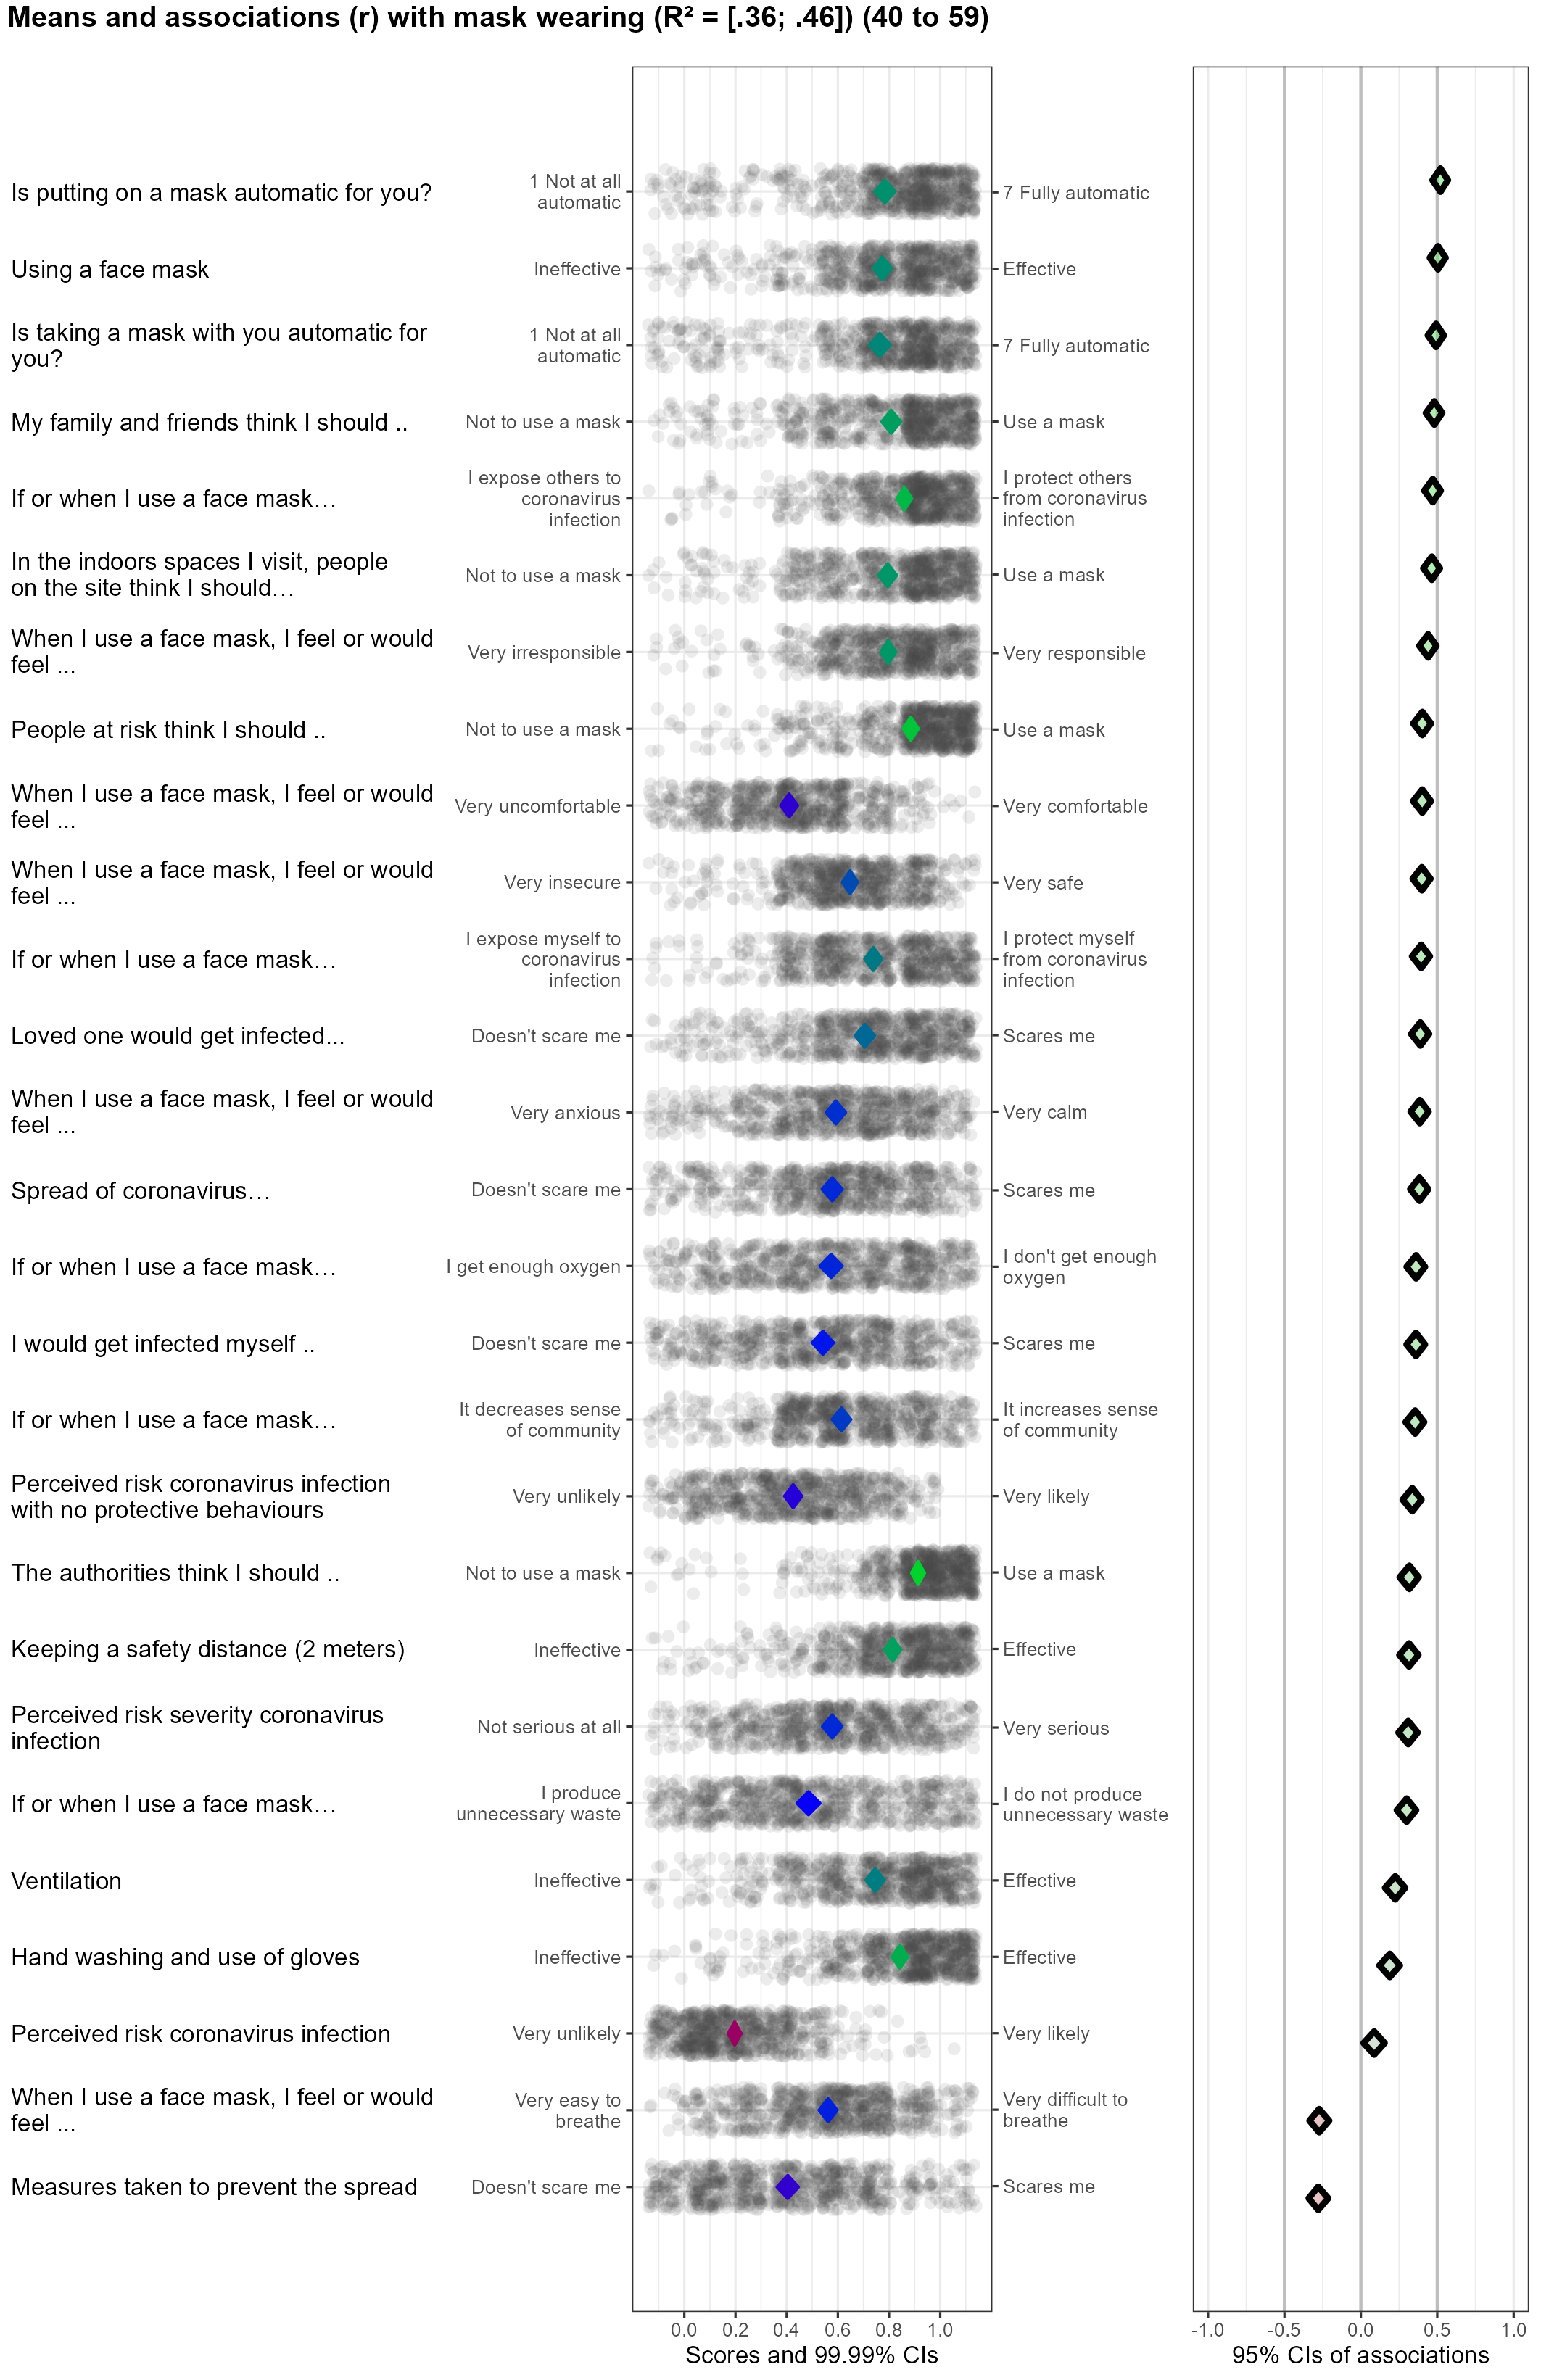 Means and associations (r) with mask wearing (R² = [.36; .46]) (40 to 59)
Is putting on a mask automatic for you?
1 Not at all
automatic
7 Fully automatic
Using a face mask
Ineffective
Effective
Is taking a mask with you automatic for
you?
1 Not at all
automatic
7 Fully automatic
My family and friends think I should ..
Not to use a mask
Use a mask
If or when I use a face mask…
I expose others to
coronavirus
infection
I protect others
from coronavirus
infection
In the indoors spaces I visit, people
on the site think I should…
Not to use a mask
Use a mask
When I use a face mask, I feel or would
feel ...
Very irresponsible
Very responsible
People at risk think I should ..
Not to use a mask
Use a mask
When I use a face mask, I feel or would
feel ...
Very uncomfortable
Very comfortable
When I use a face mask, I feel or would
feel ...
Very insecure
Very safe
If or when I use a face mask…
I expose myself to
coronavirus
infection
I protect myself
from coronavirus
infection
Loved one would get infected...
Doesn't scare me
Scares me
When I use a face mask, I feel or would
feel ...
Very anxious
Very calm
Spread of coronavirus…
Doesn't scare me
Scares me
If or when I use a face mask…
I get enough oxygen
I don't get enough
oxygen
I would get infected myself ..
Doesn't scare me
Scares me
If or when I use a face mask…
It decreases sense
of community
It increases sense
of community
Perceived risk coronavirus infection
with no protective behaviours
Very unlikely
Very likely
The authorities think I should ..
Not to use a mask
Use a mask
Keeping a safety distance (2 meters)
Ineffective
Effective
Perceived risk severity coronavirus
infection
Not serious at all
Very serious
If or when I use a face mask…
I produce
unnecessary waste
I do not produce
unnecessary waste
Ventilation
Ineffective
Effective
Hand washing and use of gloves
Ineffective
Effective
Perceived risk coronavirus infection
Very unlikely
Very likely
When I use a face mask, I feel or would
feel ...
Very easy to
breathe
Very difficult to
breathe
Measures taken to prevent the spread
Doesn't scare me
Scares me
0.0 0.2 0.4 0.6 0.8 1.0
Scores and 99.99% CIs
-1.0 -0.5 0.0 0.5 1.0
95% CIs of associations